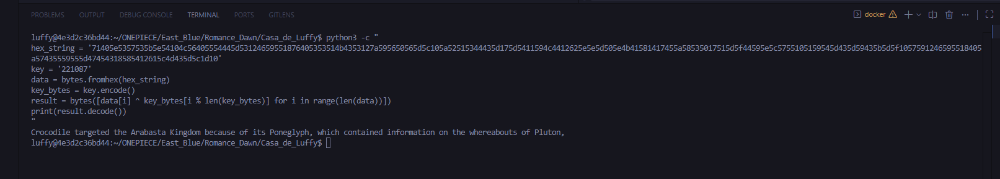 PROBLEMS OUTPUT DEBUG CONSOLE TERMINAL PORTS GITLENS docker
luffy@4e3d2c36bd44:~/ONEPIECE/East_Blue/Romance_Dawn/Casa_de_Luffy$ python3 -c "
hex_string = '71405e5357535b5e54104c56405554445d53124659551876405353514b4353127a595650565d5c105a52515344435d175d5411594c4412625e5e5d505e4b41581417455a58535017515d5f44595e5c5755105159545d435d59435b5d5f1057591246595518405
a57435559555d47454318585412615c4d435d5c1d10'
key = '221087'
data = bytes.fromhex(hex_string)
key_bytes = key.encode()
result = bytes([data[i] ^ key_bytes[i % len(key_bytes)] for i in range(len(data))])
print(result.decode())
"
Crocodile targeted the Arabasta Kingdom because of its Poneglyph, which contained information on the whereabouts of Pluton,
luffy@4e3d2c36bd44:~/ONEPIECE/East_Blue/Romance_Dawn/Casa_de_Luffy$